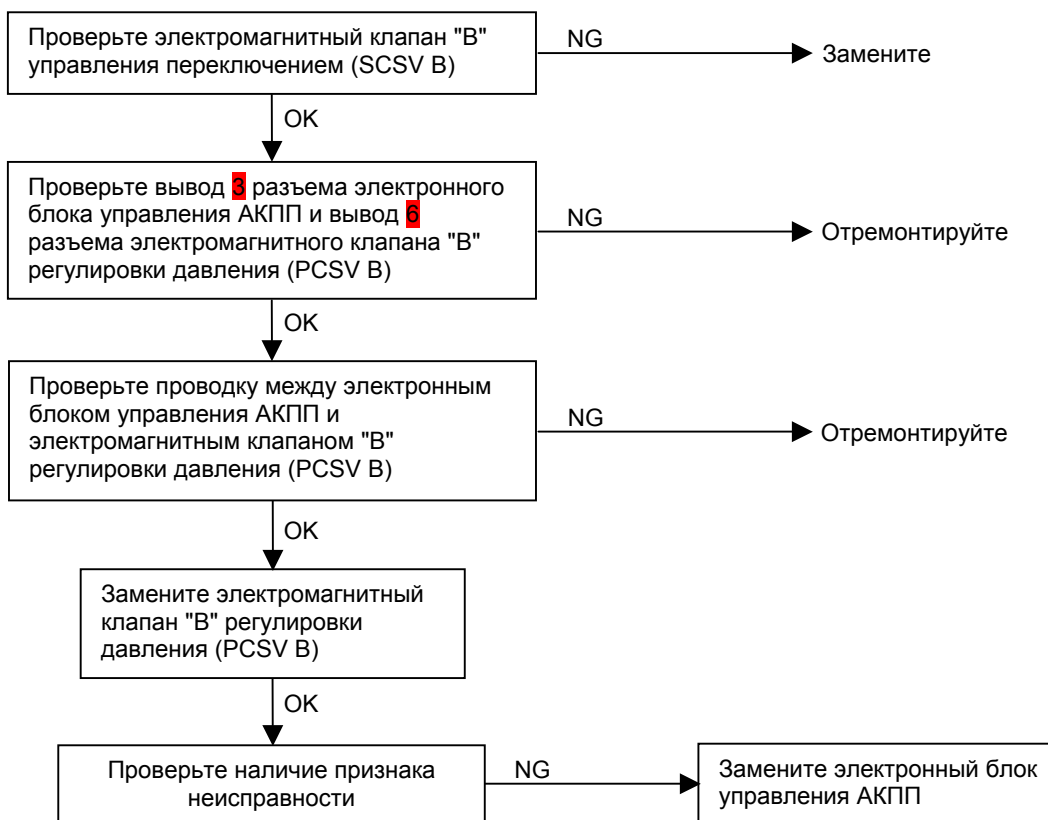 Проверьте электромагнитный клапан "B"
управления переключением (SCSV B)
NG
Замените
OK
Проверьте вывод 3 разъема электронного
блока управления АКПП и вывод 6
разъема электромагнитного клапана "B"
регулировки давления (PCSV B)
NG
Отремонтируйте
OK
Проверьте проводку между электронным
блоком управления АКПП и
электромагнитным клапаном "B"
регулировки давления (PCSV B)
NG
Отремонтируйте
OK
Замените электромагнитный
клапан "B" регулировки
давления (PCSV B)
OK
Проверьте наличие признака
неисправности
NG
Замените электронный блок
управления АКПП